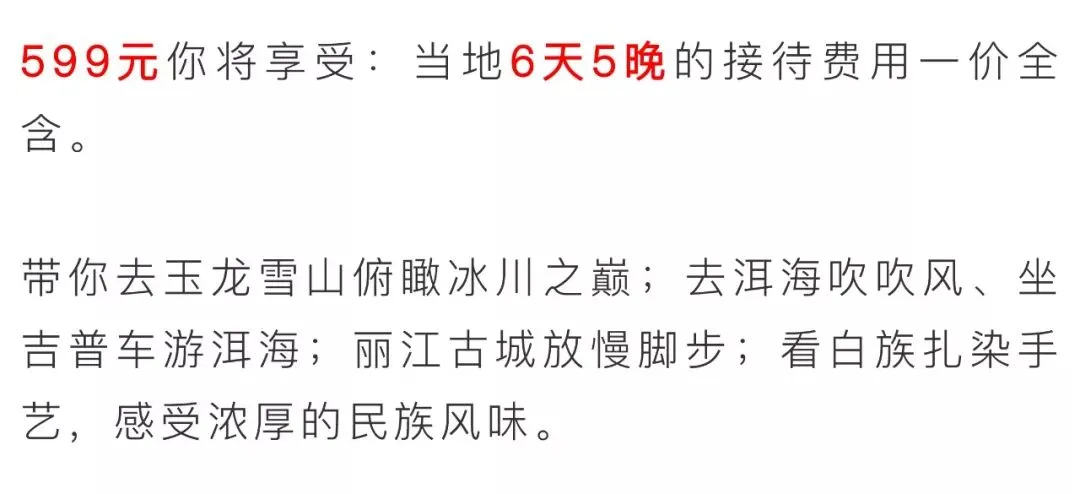 599元你将享受：当地6天5晚的接待费用一价全
含。
带你去玉龙雪山俯瞰冰川之巅；去洱海吹吹风、坐
吉普车游洱海；丽江古城放慢脚步；看白族扎染手
艺，感受浓厚的民族风味。